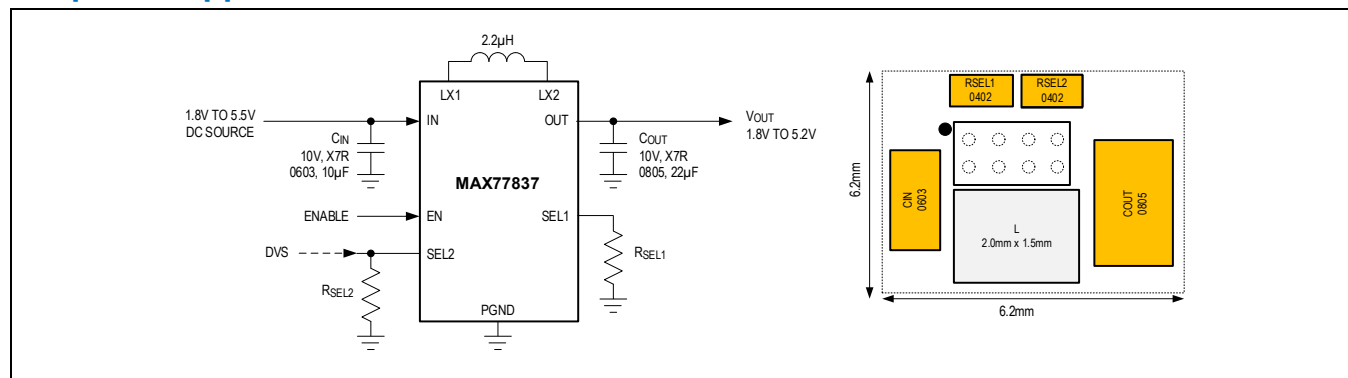 2.2µH
LX1
LX2
1.8V TO 5.5V
DC SOURCE
IN
OUT
VOUT
1.8V TO 5.2V
CIN
10V, X7R
0603, 10µF
COUT
10V, X7R
0805, 22µF
MAX77837
ENABLE
EN
SEL1
DVS
SEL2
RSEL1
RSEL2
PGND
RSEL1
0402
RSEL2
0402
6.2mm
CIN
0603
COUT
0805
L
2.0mm x 1.5mm
6.2mm